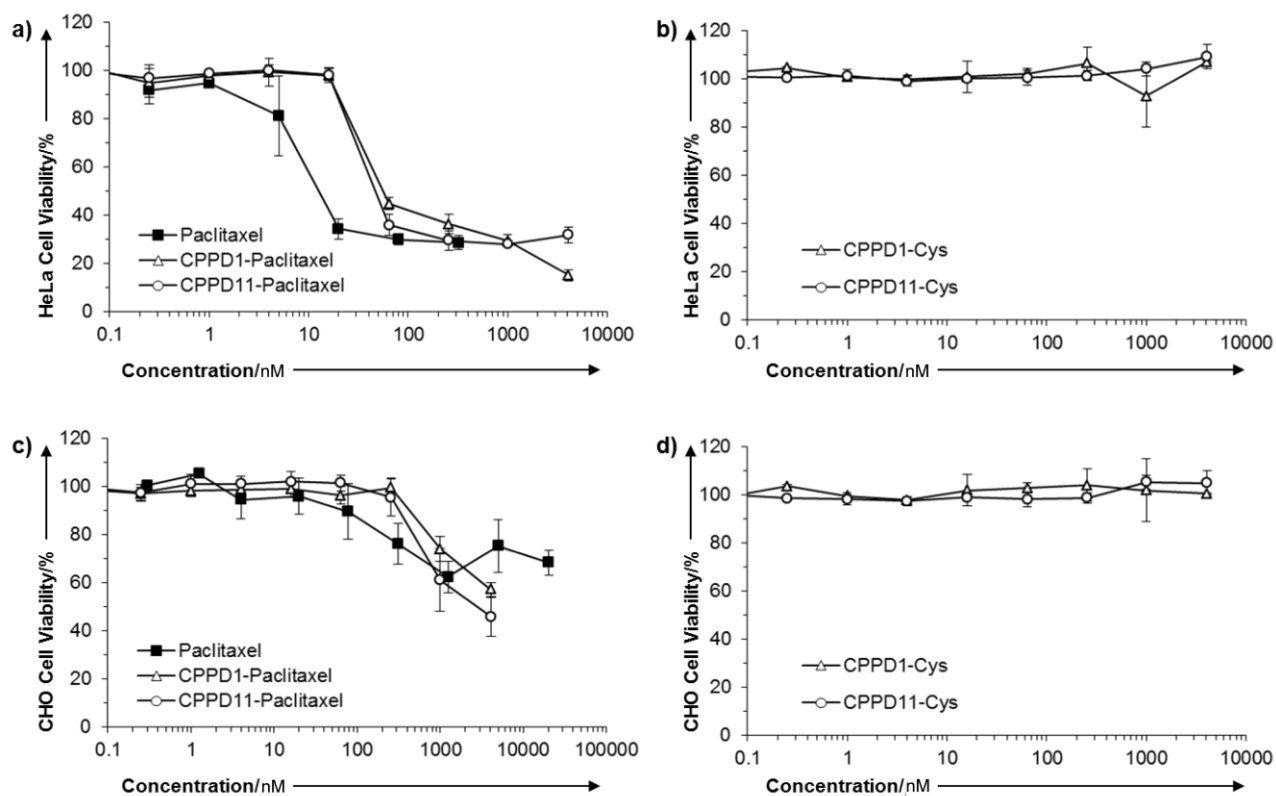 a)
HeLa Cell Viability/%
120
100
80
60
40
20
0
Paclitaxel
CPPD1-Paclitaxel
CPPD11-Paclitaxel
0.1 1 10 100 1000 10000
Concentration/nM
b)
HeLa Cell Viability/%
120
100
80
60
40
20
0
CPPD1-Cys
CPPD11-Cys
0.1 1 10 100 1000 10000
Concentration/nM
c)
CHO Cell Viability/%
120
100
80
60
40
20
0
Paclitaxel
CPPD1-Paclitaxel
CPPD11-Paclitaxel
0.1 1 10 100 1000 10000 100000
Concentration/nM
d)
CHO Cell Viability/%
120
100
80
60
40
20
0
CPPD1-Cys
CPPD11-Cys
0.1 1 10 100 1000 10000
Concentration/nM